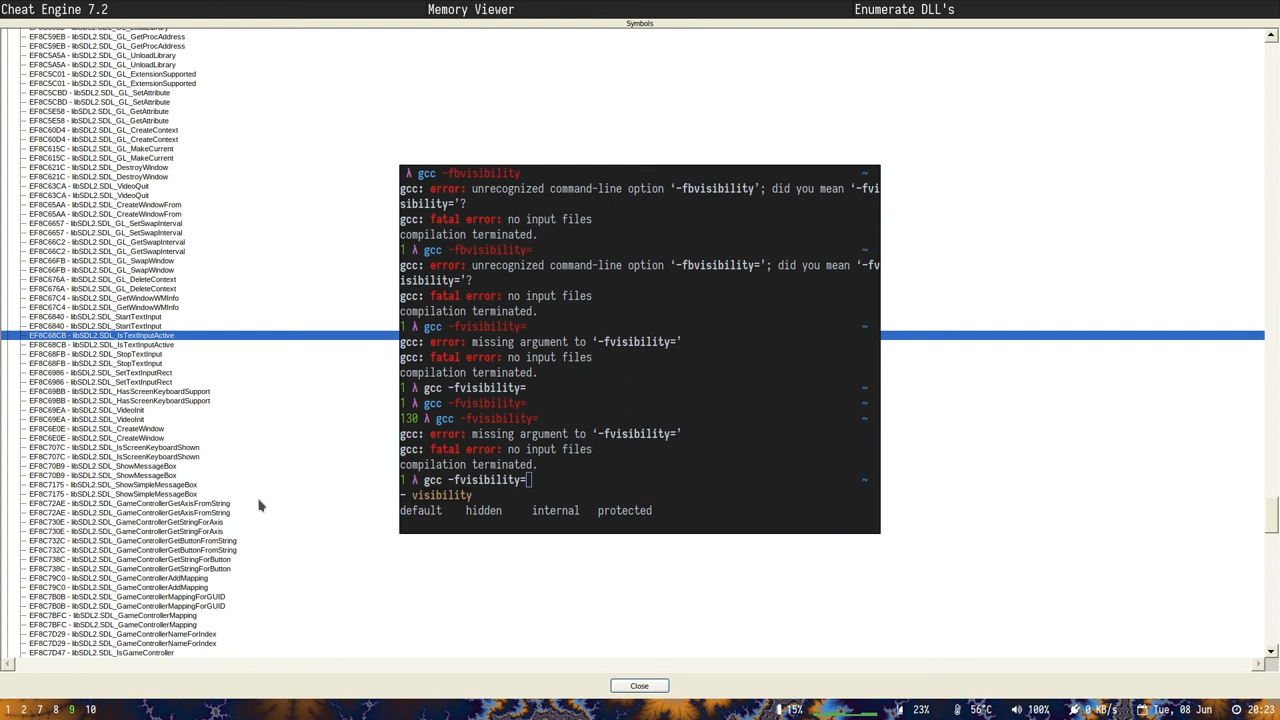 Cheat Engine 7.2
Memory Viewer
Enumerate DLL's
Symbols
EF8C59EB - libSDL2.SDL_GL_GetProcAddress
EF8C59EB - libSDL2.SDL_GL_GetProcAddress
EF8C5A5A - libSDL2.SDL_GL_UnloadLibrary
EF8C5A5A - libSDL2.SDL_GL_UnloadLibrary
EF8C5C01 - libSDL2.SDL_GL_ExtensionSupported
EF8C5C01 - libSDL2.SDL_GL_ExtensionSupported
EF8C5CBD - libSDL2.SDL_GL_SetAttribute
EF8C5CBD - libSDL2.SDL_GL_SetAttribute
EF8C5E58 - libSDL2.SDL_GL_GetAttribute
EF8C5E58 - libSDL2.SDL_GL_GetAttribute
EF8C60D4 - libSDL2.SDL_GL_CreateContext
EF8C60D4 - libSDL2.SDL_GL_CreateContext
EF8C615C - libSDL2.SDL_GL_MakeCurrent
EF8C615C - libSDL2.SDL_GL_MakeCurrent
EF8C621C - libSDL2.SDL_DestroyWindow
EF8C621C - libSDL2.SDL_DestroyWindow
EF8C63CA - libSDL2.SDL_VideoQuit
EF8C63CA - libSDL2.SDL_VideoQuit
EF8C65AA - libSDL2.SDL_CreateWindowFrom
EF8C65AA - libSDL2.SDL_CreateWindowFrom
EF8C6657 - libSDL2.SDL_GL_SetSwapInterval
EF8C6657 - libSDL2.SDL_GL_SetSwapInterval
EF8C66C2 - libSDL2.SDL_GL_GetSwapInterval
EF8C66C2 - libSDL2.SDL_GL_GetSwapInterval
EF8C66FB - libSDL2.SDL_GL_SwapWindow
EF8C66FB - libSDL2.SDL_GL_SwapWindow
EF8C676A - libSDL2.SDL_GL_DeleteContext
EF8C676A - libSDL2.SDL_GL_DeleteContext
EF8C67C4 - libSDL2.SDL_GetWindowWMInfo
EF8C67C4 - libSDL2.SDL_GetWindowWMInfo
EF8C6840 - libSDL2.SDL_StartTextInput
EF8C6840 - libSDL2.SDL_StartTextInput
EF8C68CB - libSDL2.SDL_IsTextInputActive
EF8C68CB - libSDL2.SDL_IsTextInputActive
EF8C68FB - libSDL2.SDL_StopTextInput
EF8C68FB - libSDL2.SDL_StopTextInput
EF8C6986 - libSDL2.SDL_SetTextInputRect
EF8C6986 - libSDL2.SDL_SetTextInputRect
EF8C69BB - libSDL2.SDL_HasScreenKeyboardSupport
EF8C69BB - libSDL2.SDL_HasScreenKeyboardSupport
EF8C69EA - libSDL2.SDL_VideoInit
EF8C69EA - libSDL2.SDL_VideoInit
EF8C6E0E - libSDL2.SDL_CreateWindow
EF8C6E0E - libSDL2.SDL_CreateWindow
EF8C707C - libSDL2.SDL_IsScreenKeyboardShown
EF8C707C - libSDL2.SDL_IsScreenKeyboardShown
EF8C70B9 - libSDL2.SDL_ShowMessageBox
EF8C70B9 - libSDL2.SDL_ShowMessageBox
EF8C7175 - libSDL2.SDL_ShowSimpleMessageBox
EF8C7175 - libSDL2.SDL_ShowSimpleMessageBox
EF8C72AE - libSDL2.SDL_GameControllerGetAxisFromString
EF8C72AE - libSDL2.SDL_GameControllerGetAxisFromString
EF8C730E - libSDL2.SDL_GameControllerGetStringForAxis
EF8C730E - libSDL2.SDL_GameControllerGetStringForAxis
EF8C732C - libSDL2.SDL_GameControllerGetButtonFromString
EF8C732C - libSDL2.SDL_GameControllerGetButtonFromString
EF8C738C - libSDL2.SDL_GameControllerGetStringForButton
EF8C738C - libSDL2.SDL_GameControllerGetStringForButton
EF8C79C0 - libSDL2.SDL_GameControllerAddMapping
EF8C79C0 - libSDL2.SDL_GameControllerAddMapping
EF8C7B0B - libSDL2.SDL_GameControllerMappingForGUID
EF8C7B0B - libSDL2.SDL_GameControllerMappingForGUID
EF8C7BFC - libSDL2.SDL_GameControllerMapping
EF8C7BFC - libSDL2.SDL_GameControllerMapping
EF8C7D29 - libSDL2.SDL_GameControllerNameForIndex
EF8C7D29 - libSDL2.SDL_GameControllerNameForIndex
EF8C7D47 - libSDL2.SDL_IsGameController
λ gcc -fbvisibility ~
gcc: error: unrecognized command-line option ‘-fbvisibility’; did you mean ‘-fvi
sibility=’?
gcc: fatal error: no input files
compilation terminated.
1 λ gcc -fbvisibility= ~
gcc: error: unrecognized command-line option ‘-fbvisibility=’; did you mean ‘-fv
isibility=’?
gcc: fatal error: no input files
compilation terminated.
1 λ gcc -fvisibility= ~
gcc: error: missing argument to ‘-fvisibility=’
gcc: fatal error: no input files
compilation terminated.
1 λ gcc -fvisibility= ~
1 λ gcc -fvisibility= ~
130 λ gcc -fvisibility= ~
gcc: error: missing argument to ‘-fvisibility=’
gcc: fatal error: no input files
compilation terminated.
1 λ gcc -fvisibility= ~
- visibility
default hidden internal protected
Close
1 2 7 8 9 10 15% 23% 56°C 100% 0 KB/s Tue, 08 Jun 20:23